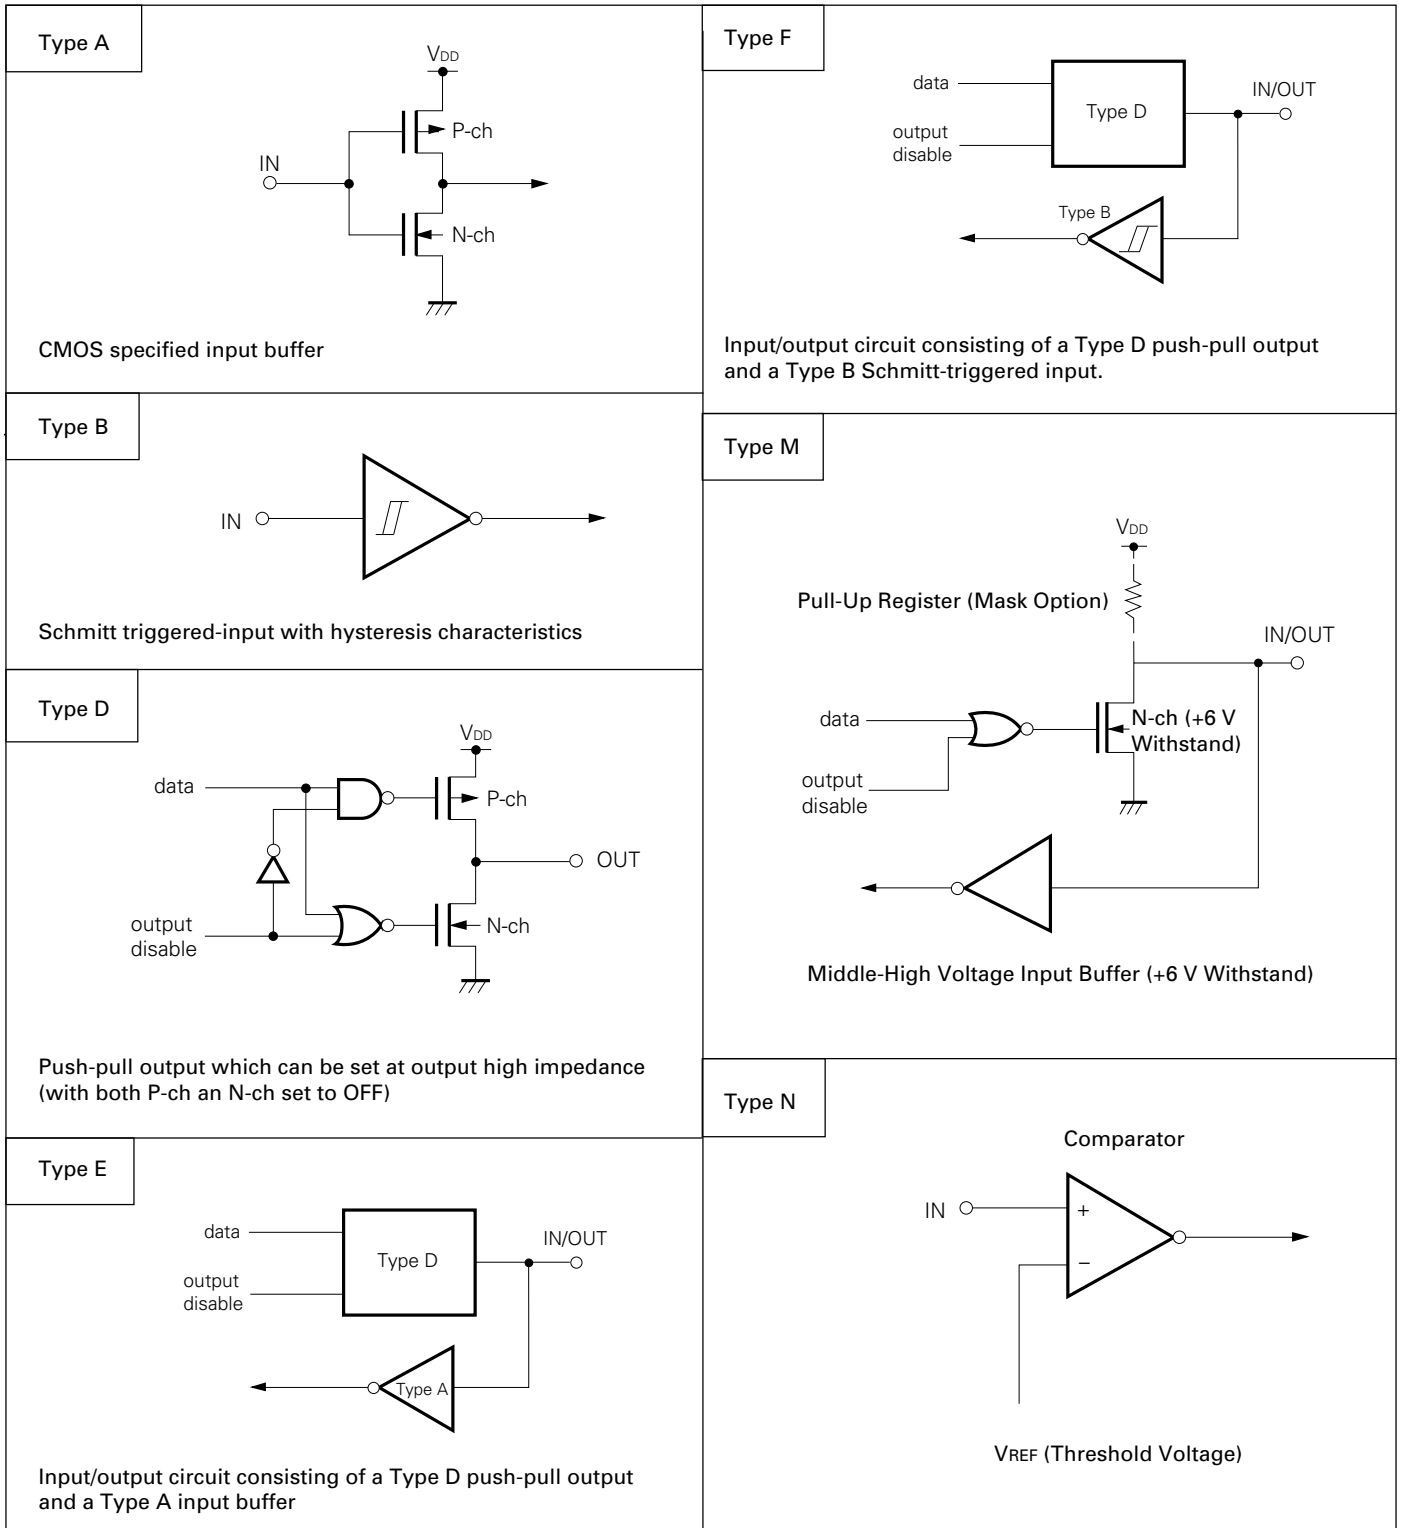 Type A
VDD
P-ch
IN
N-ch
CMOS specified input buffer
Type B
IN
Schmitt triggered-input with hysteresis characteristics
Type D
VDD
data
P-ch
OUT
output
disable
N-ch
Push-pull output which can be set at output high impedance
(with both P-ch an N-ch set to OFF)
Type E
data
IN/OUT
Type D
output
disable
Type A
Input/output circuit consisting of a Type D push-pull output
and a Type A input buffer
Type F
data
IN/OUT
Type D
output
disable
Type B
Input/output circuit consisting of a Type D push-pull output
and a Type B Schmitt-triggered input.
Type M
VDD
Pull-Up Register (Mask Option)
IN/OUT
data
N-ch (+6 V
Withstand)
output
disable
Middle-High Voltage Input Buffer (+6 V Withstand)
Type N
Comparator
IN
+
−
VREF (Threshold Voltage)